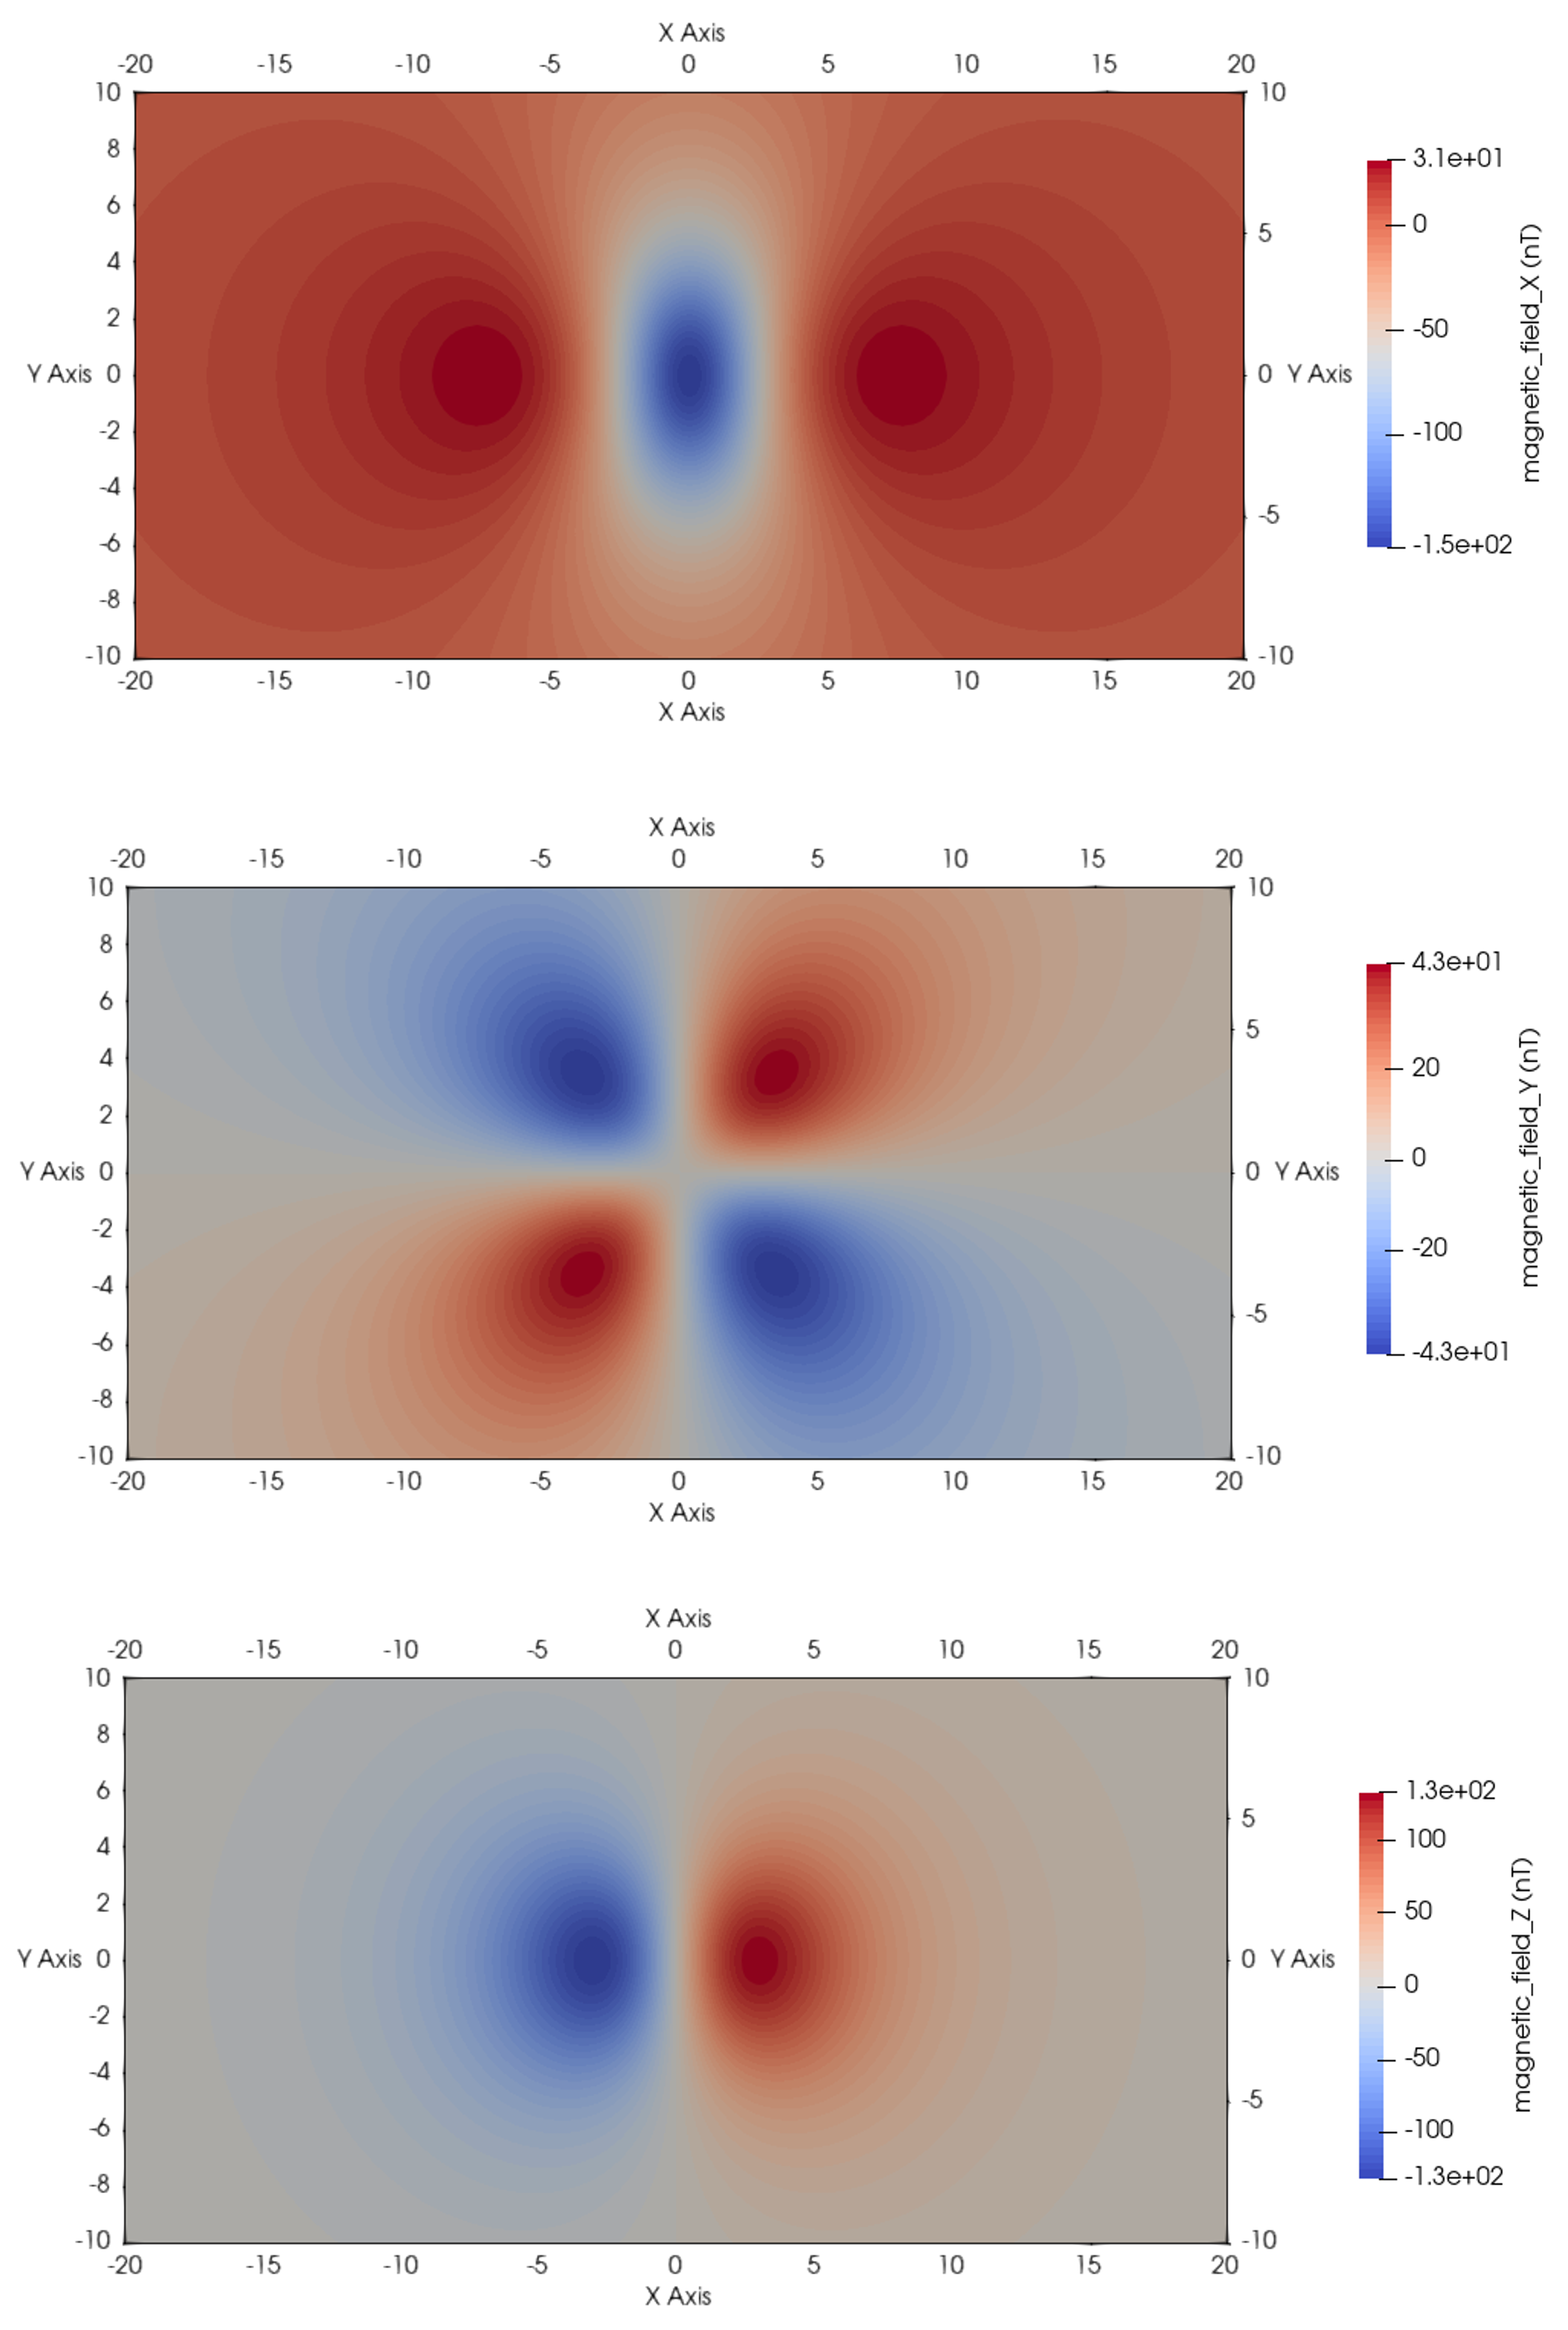 X Axis
-20 -15 -10 -5 0 5 10 15 20
10 10
8
6
5
4
2
Y Axis 0 0 Y Axis
-2
-4
-5
-6
-8
-10 -10
-20 -15 -10 -5 0 5 10 15 20
X Axis
3.1e+01
0
-50
-100
-1.5e+02
magnetic_field_X (nT)
X Axis
-20 -15 -10 -5 0 5 10 15 20
10 10
8
6
5
4
2
Y Axis 0 0 Y Axis
-2
-4
-5
-6
-8
-10 -10
-20 -15 -10 -5 0 5 10 15 20
X Axis
4.3e+01
20
0
-20
-4.3e+01
magnetic_field_Y (nT)
X Axis
-20 -15 -10 -5 0 5 10 15 20
10 10
8
6
5
4
2
Y Axis 0 0 Y Axis
-2
-4
-5
-6
-8
-10 -10
-20 -15 -10 -5 0 5 10 15 20
X Axis
1.3e+02
100
50
0
-50
-100
-1.3e+02
magnetic_field_Z (nT)